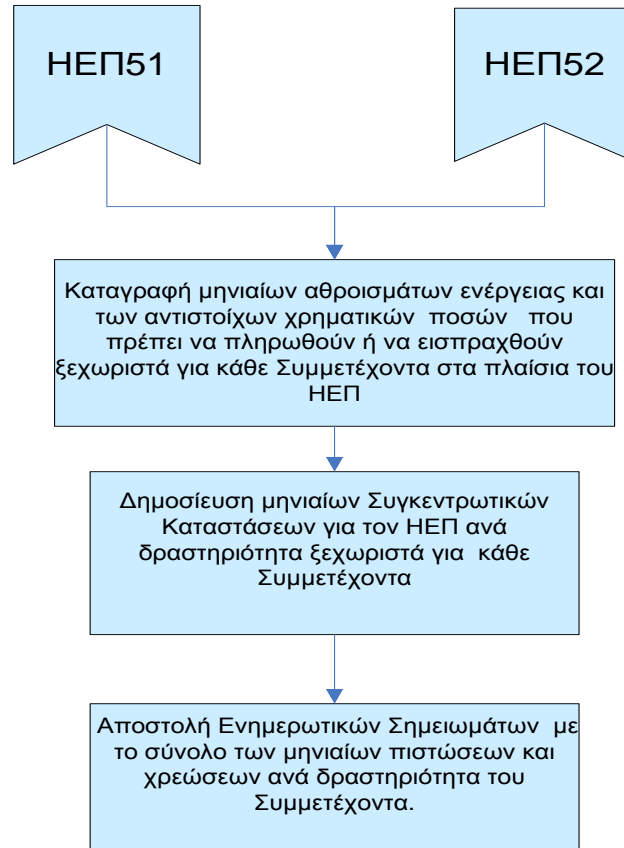 ΗΕΠ51
ΗΕΠ52
Καταγραφή μηνιαίων αθροισμάτων ενέργειας και
των αντιστοίχων χρηματικών ποσών που
πρέπει να πληρωθούν ή να εισπραχθούν
ξεχωριστά για κάθε Συμμετέχοντα στα πλαίσια του
ΗΕΠ
Δημοσίευση μηνιαίων Συγκεντρωτικών
Καταστάσεων για τον ΗΕΠ ανά
δραστηριότητα ξεχωριστά για κάθε
Συμμετέχοντα
Αποστολή Ενημερωτικών Σημειωμάτων με
το σύνολο των μηνιαίων πιστώσεων και
χρεώσεων ανά δραστηριότητα του
Συμμετέχοντα.